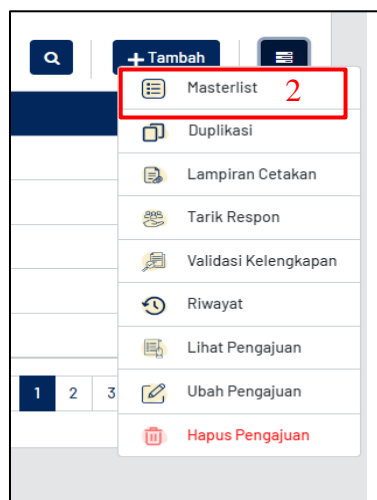 + Tambah
Masterlist 2
Duplikasi
Lampiran Cetakan
Tarik Respon
Validasi Kelengkapan
Riwayat
Lihat Pengajuan
1 2 3 Ubah Pengajuan
Hapus Pengajuan